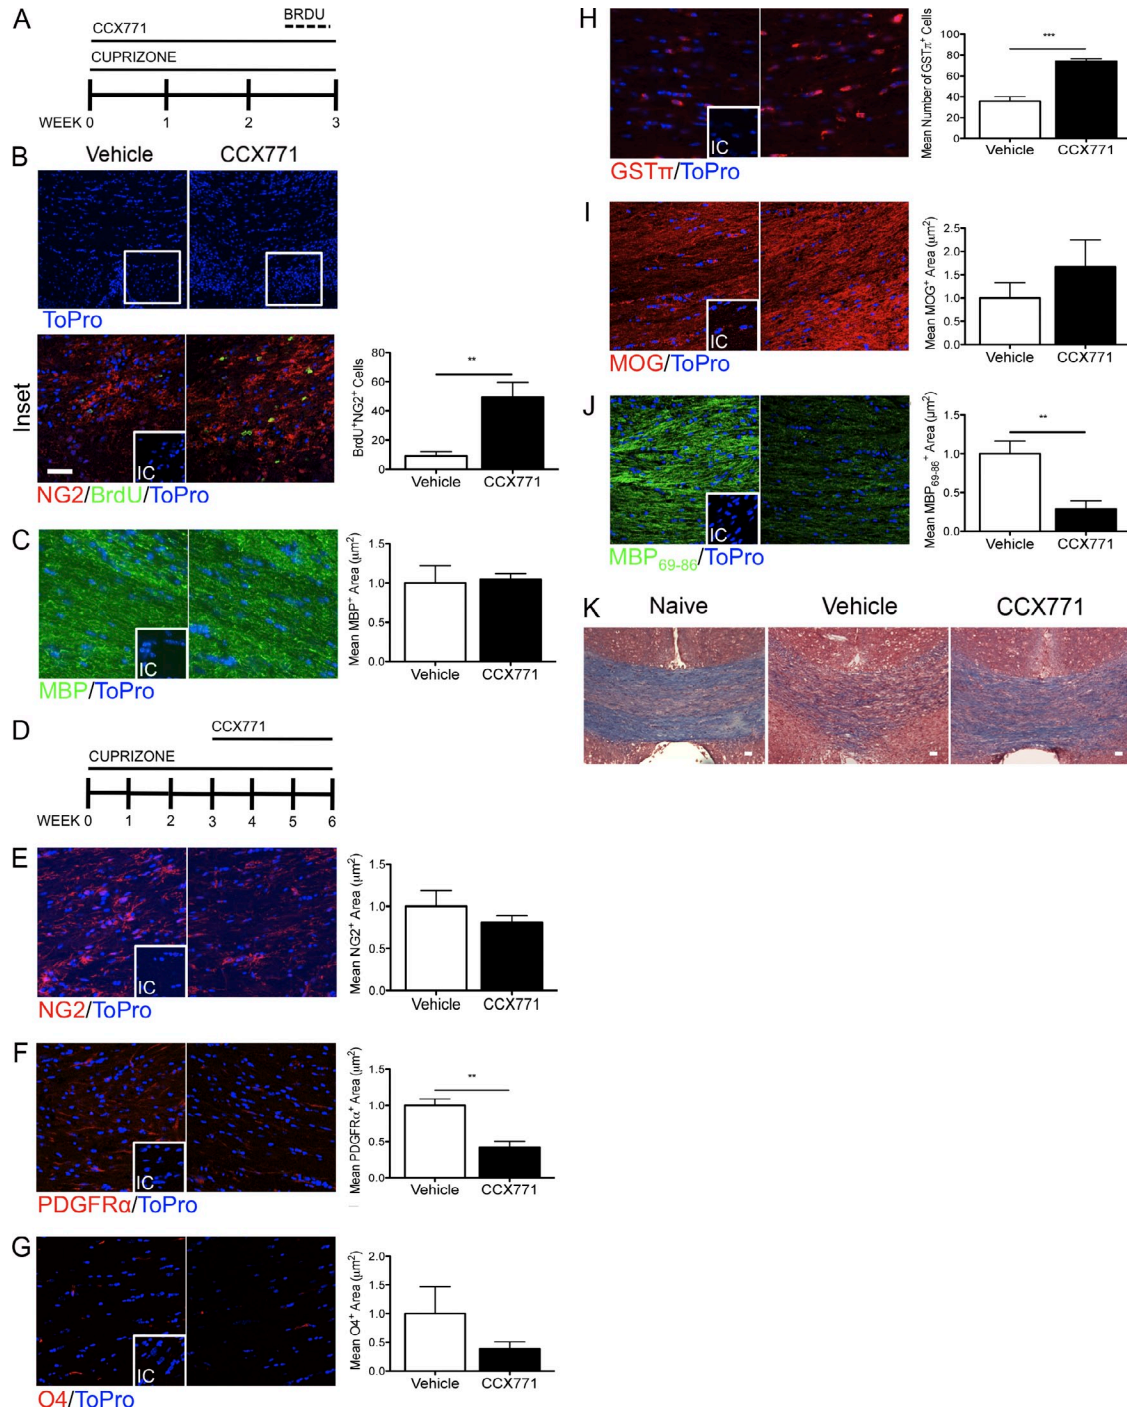 A
BRDU
CCX771
CUPRIZONE
WEEK 0 1 2 3
B
Vehicle CCX771
ToPro
Inset
IC
NG2/BrdU/ToPro
BrdU⁺NG2⁺ Cells
80
60
40
20
0
**
Vehicle CCX771
C
IC
MBP/ToPro
Mean MBP⁺ Area (μm²)
1.5
1.0
0.5
0.0
Vehicle CCX771
D
CCX771
CUPRIZONE
WEEK 0 1 2 3 4 5 6
E
IC
NG2/ToPro
Mean NG2⁺ Area (μm²)
1.5
1.0
0.5
0.0
Vehicle CCX771
F
IC
PDGFRα/ToPro
Mean PDGFRα⁺ Area (μm²)
1.5
1.0
0.5
0.0
**
Vehicle CCX771
G
IC
O4/ToPro
Mean O4⁺ Area (μm²)
2.0
1.5
1.0
0.5
0.0
Vehicle CCX771
H
IC
GSTπ/ToPro
Mean Number of GSTπ⁺ Cells
100
80
60
40
20
0
***
Vehicle CCX771
I
IC
MOG/ToPro
Mean MOG⁺ Area (μm²)
2.5
2.0
1.5
1.0
0.5
0.0
Vehicle CCX771
J
IC
MBP₆₉₋₈₆/ToPro
Mean MBP₆₉₋₈₆⁺ Area (μm²)
1.5
1.0
0.5
0.0
**
Vehicle CCX771
K
Naive Vehicle CCX771